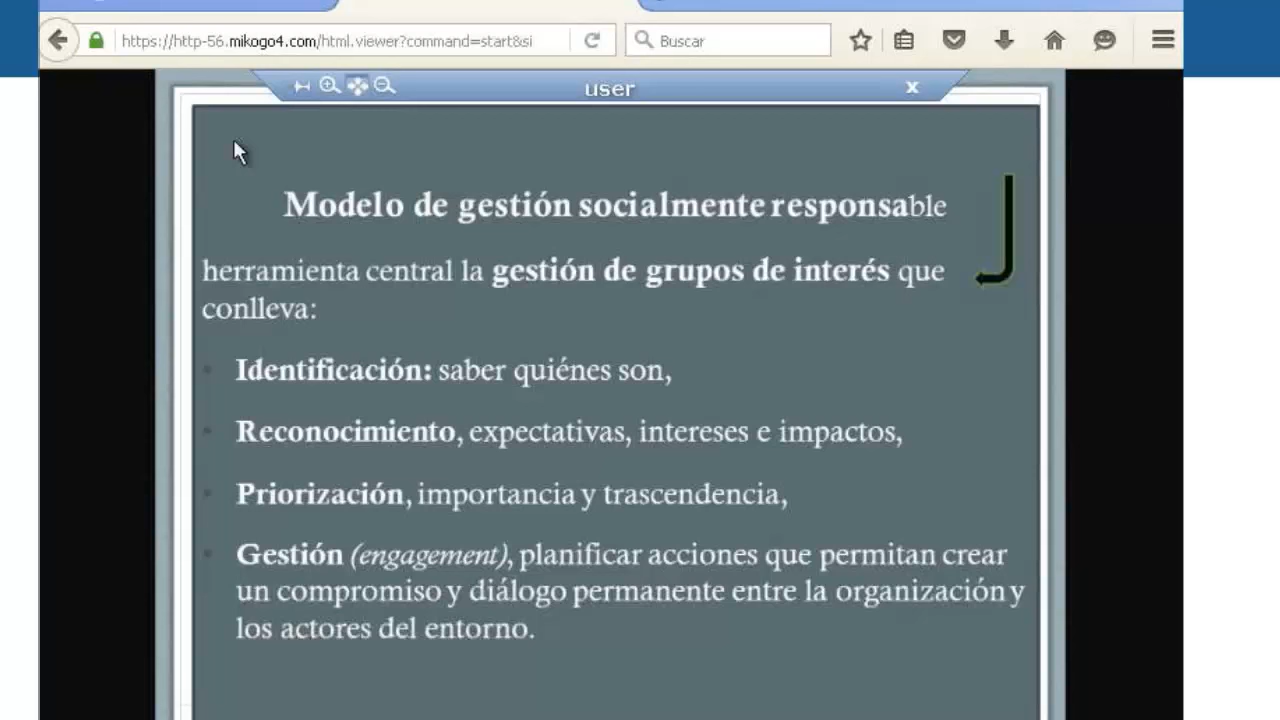 https://http-56.mikogo4.com/html.viewer?command=start&si
Buscar
user
x
Modelo de gestión socialmente responsable
herramienta central la gestión de grupos de interés que
conlleva:
Identificación: saber quiénes son,
Reconocimiento, expectativas, intereses e impactos,
Priorización, importancia y trascendencia,
Gestión (engagement), planificar acciones que permitan crear
un compromiso y diálogo permanente entre la organización y
los actores del entorno.